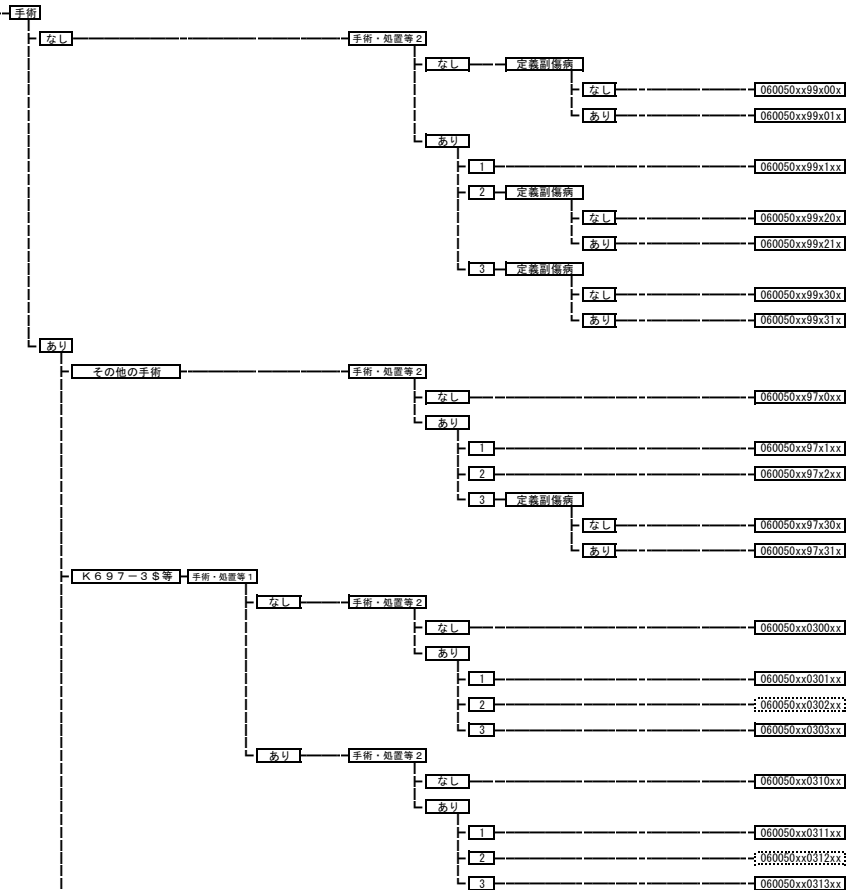 手術
なし 手術・処置等2
なし 定義副傷病
なし 060050xx99x00x
あり 060050xx99x01x
あり
1 060050xx99x1xx
2 定義副傷病
なし 060050xx99x20x
あり 060050xx99x21x
3 定義副傷病
なし 060050xx99x30x
あり 060050xx99x31x
あり
その他の手術 手術・処置等2
なし 060050xx97x0xx
あり
1 060050xx97x1xx
2 060050xx97x2xx
3 定義副傷病
なし 060050xx97x30x
あり 060050xx97x31x
K697-3$等 手術・処置等1
なし 手術・処置等2
なし 060050xx0300xx
あり
1 060050xx0301xx
2 060050xx0302xx
3 060050xx0303xx
あり 手術・処置等2
なし 060050xx0310xx
あり
1 060050xx0311xx
2 060050xx0312xx
3 060050xx0313xx